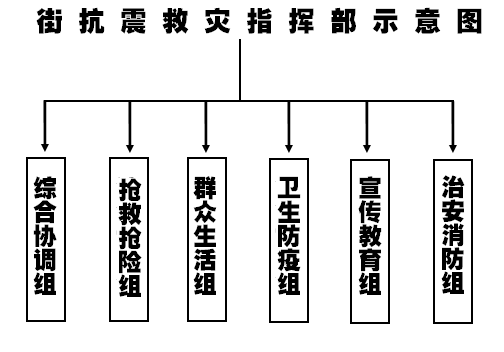 街抗震救灾指挥部示意图
综合协调组
抢救抢险组
群众生活组
卫生防疫组
宣传教育组
治安消防组